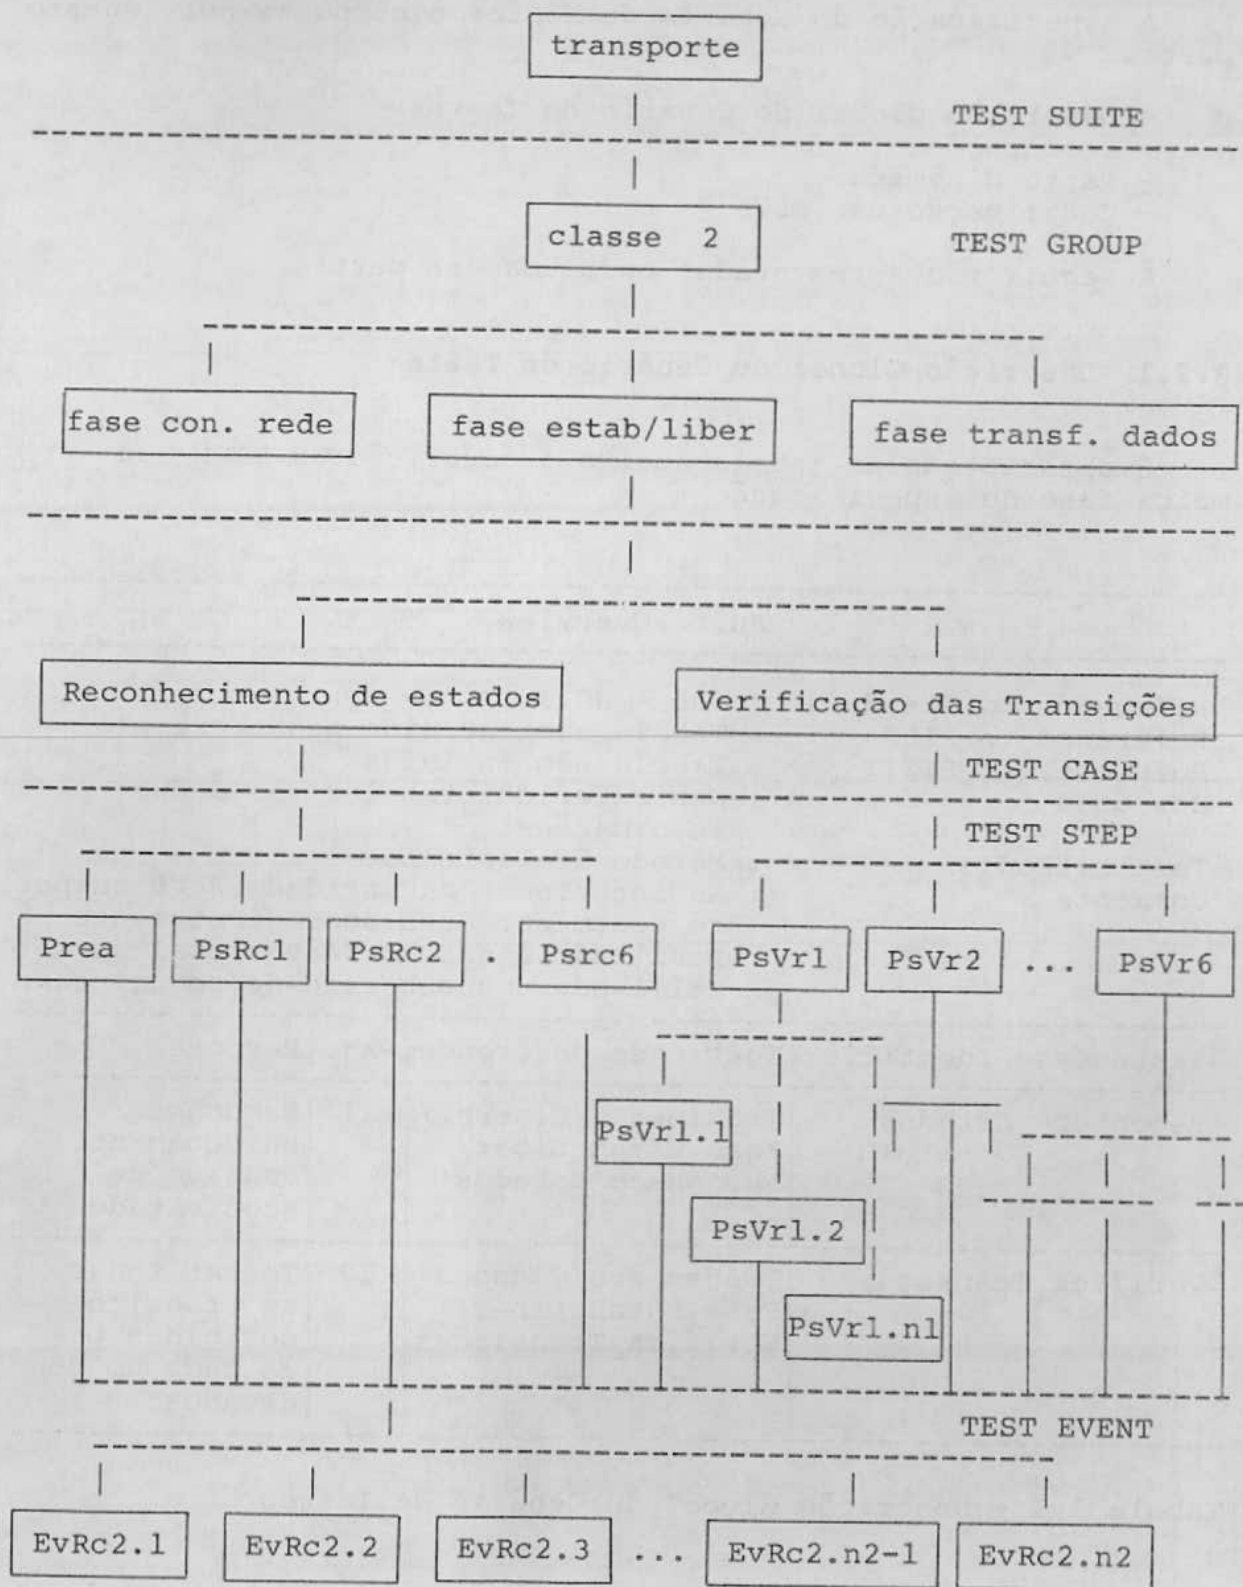 transporte
TEST SUITE
classe 2
TEST GROUP
fase con. rede
fase estab/liber
fase transf. dados
Reconhecimento de estados
Verificação das Transições
TEST CASE
TEST STEP
Prea
PsRc1
PsRc2
.
Psrc6
PsVr1
PsVr2
...
PsVr6
PsVr1.1
PsVr1.2
PsVr1.n1
TEST EVENT
EvRc2.1
EvRc2.2
EvRc2.3
...
EvRc2.n2-1
EvRc2.n2